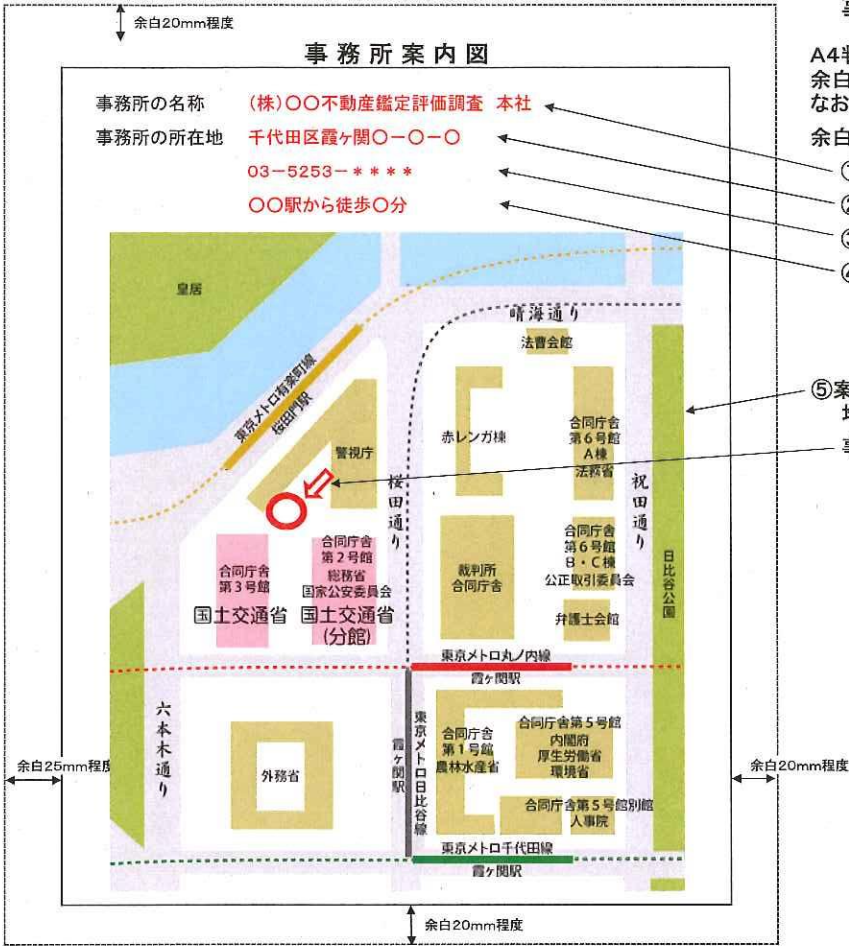 余白20mm程度
事務所案内図
事務所の名称 (株)〇〇不動産鑑定評価調査 本社
事務所の所在地 千代田区霞ヶ関〇－〇－〇
03－5253－＊＊＊＊
〇〇駅から徒歩〇分
A4判
余白
なお
余白
①
②
③
④
⑤案
皇居
晴海通り
法曹会館
東京メトロ有楽町線
桜田門駅
警視庁
赤レンガ棟
合同庁舎
第6号館
A棟
法務省
桜田通り
祝田通り
合同庁舎
第3号館
国土交通省
合同庁舎
第2号館
総務省
国家公安委員会
国土交通省
(分館)
裁判所
合同庁舎
合同庁舎
第6号館
B・C棟
公正取引委員会
弁護士会館
日比谷公園
東京メトロ丸ノ内線
霞ヶ関駅
六本木通り
外務省
霞ヶ関駅
東京メトロ日比谷線
合同庁舎
第1号館
農林水産省
合同庁舎第5号館
内閣府
厚生労働省
環境省
合同庁舎第5号館別館
人事院
東京メトロ千代田線
霞ヶ関駅
余白25mm程度
余白20mm程度
余白20mm程度